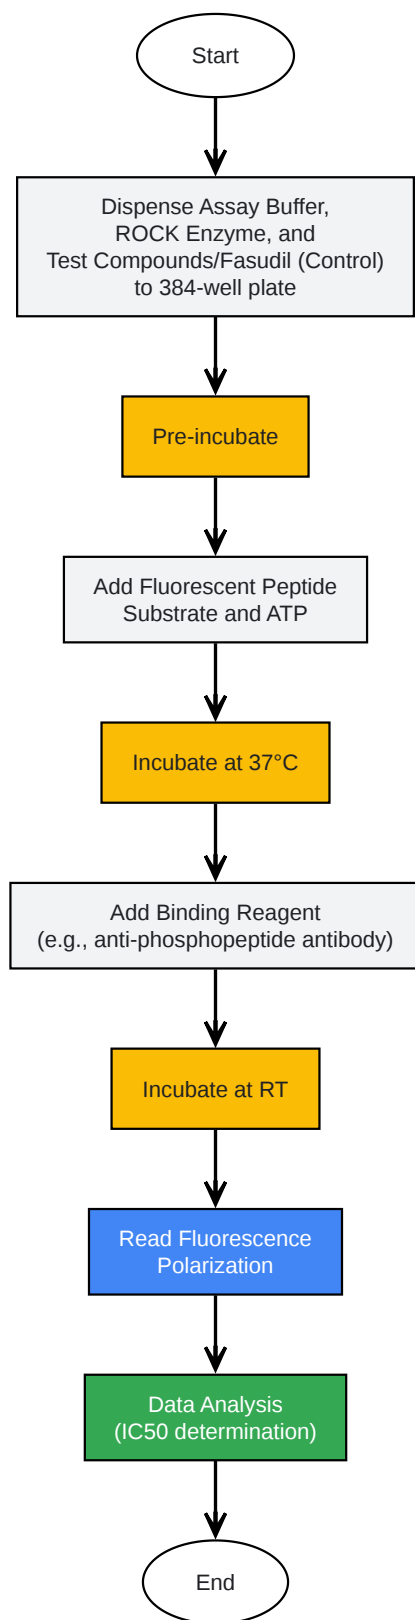 Start
Dispense Assay Buffer,
ROCK Enzyme, and
Test Compounds/Fasudil (Control)
to 384-well plate
Pre-incubate
Add Fluorescent Peptide
Substrate and ATP
Incubate at 37°C
Add Binding Reagent
(e.g., anti-phosphopeptide antibody)
Incubate at RT
Read Fluorescence
Polarization
Data Analysis
(IC50 determination)
End